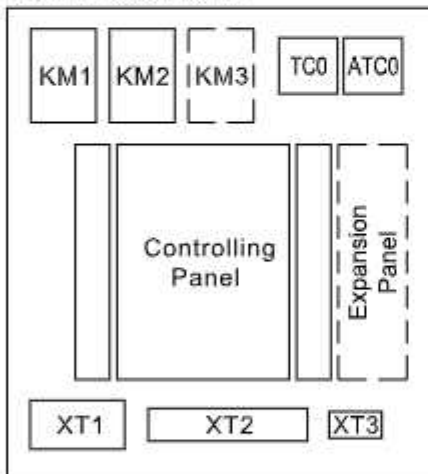 KM1 KM2 KM3 TC0 ATC0
Controlling
Panel
Expansion
Panel
XT1 XT2 XT3